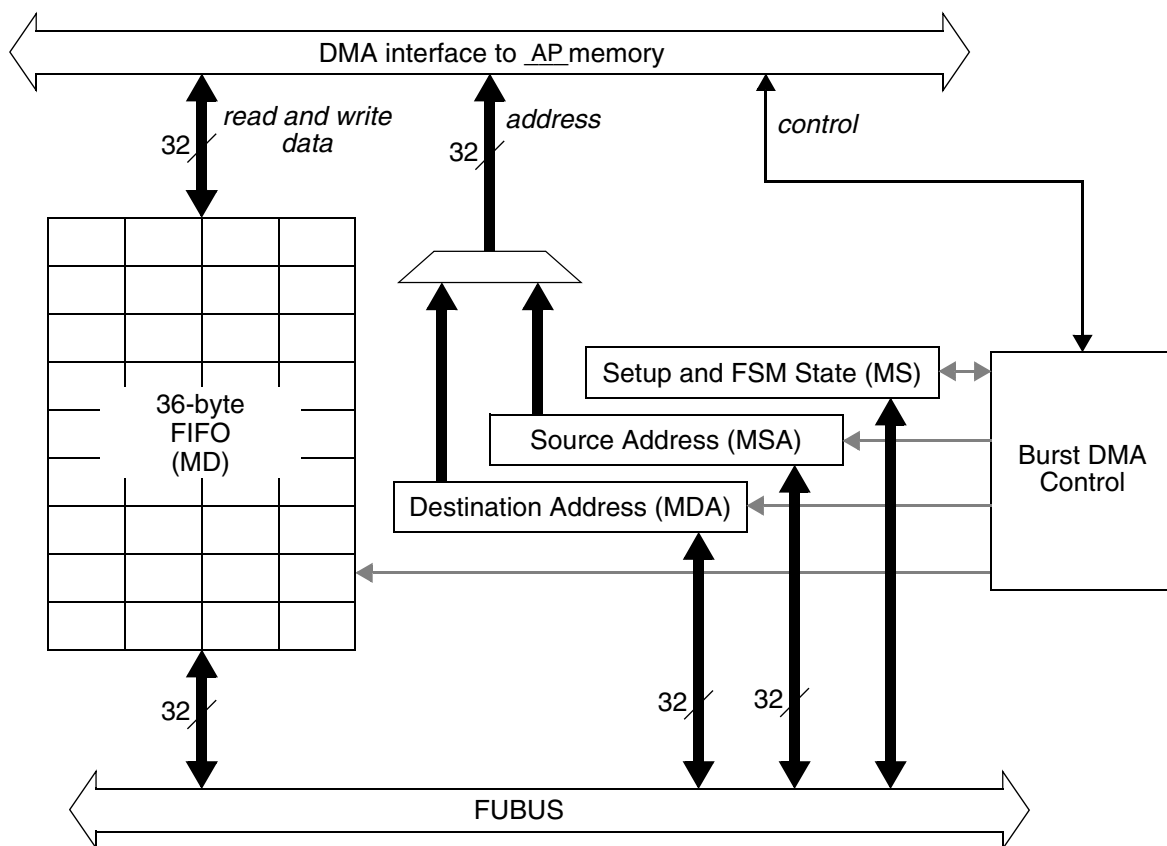 DMA interface to AP memory
read and write
data
32
address
32
control
36-byte
FIFO
(MD)
Setup and FSM State (MS)
Source Address (MSA)
Destination Address (MDA)
Burst DMA
Control
32
32
32
FUBUS